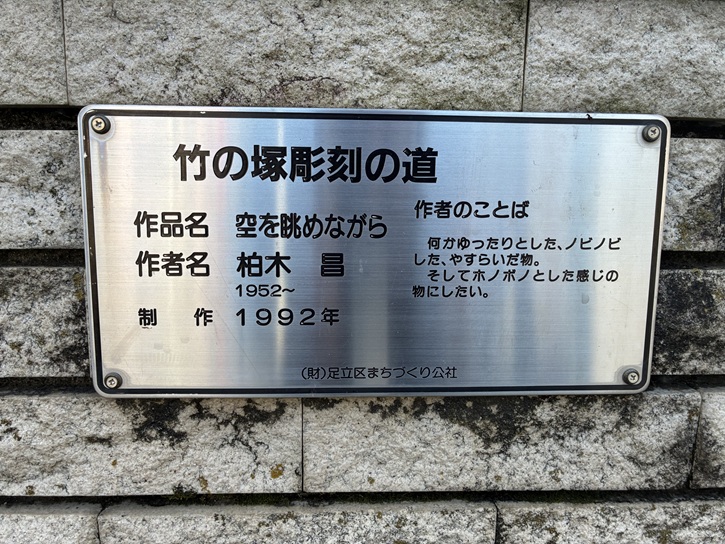 竹の塚彫刻の道
作品名 空を眺めながら
作者名 柏木 昌
1952〜
制 作 1992年
作者のことば
何かゆったりとした、ノビノビ
した、やすらいだ物。
そしてホノボノとした感じの
物にしたい。
(財)足立区まちづくり公社